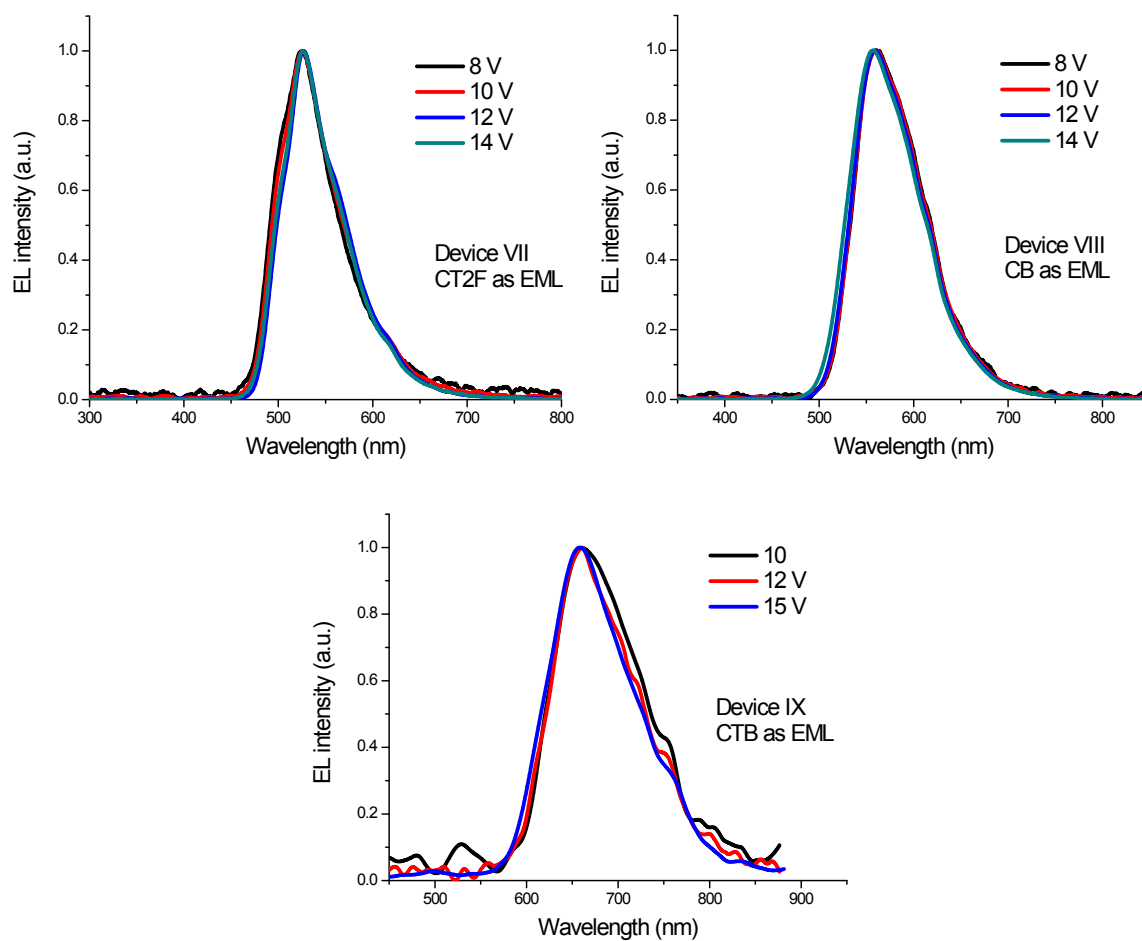 1.0
0.8
0.6
0.4
0.2
0.0
EL intensity (a.u.)
300 400 500 600 700 800
Wavelength (nm)
8 V
10 V
12 V
14 V
Device VII
CT2F as EML
1.0
0.8
0.6
0.4
0.2
0.0
EL intensity (a.u.)
400 500 600 700 800
Wavelength (nm)
8 V
10 V
12 V
14 V
Device VIII
CB as EML
1.0
0.8
0.6
0.4
0.2
0.0
EL intensity (a.u.)
500 600 700 800 900
Wavelength (nm)
10
12 V
15 V
Device IX
CTB as EML